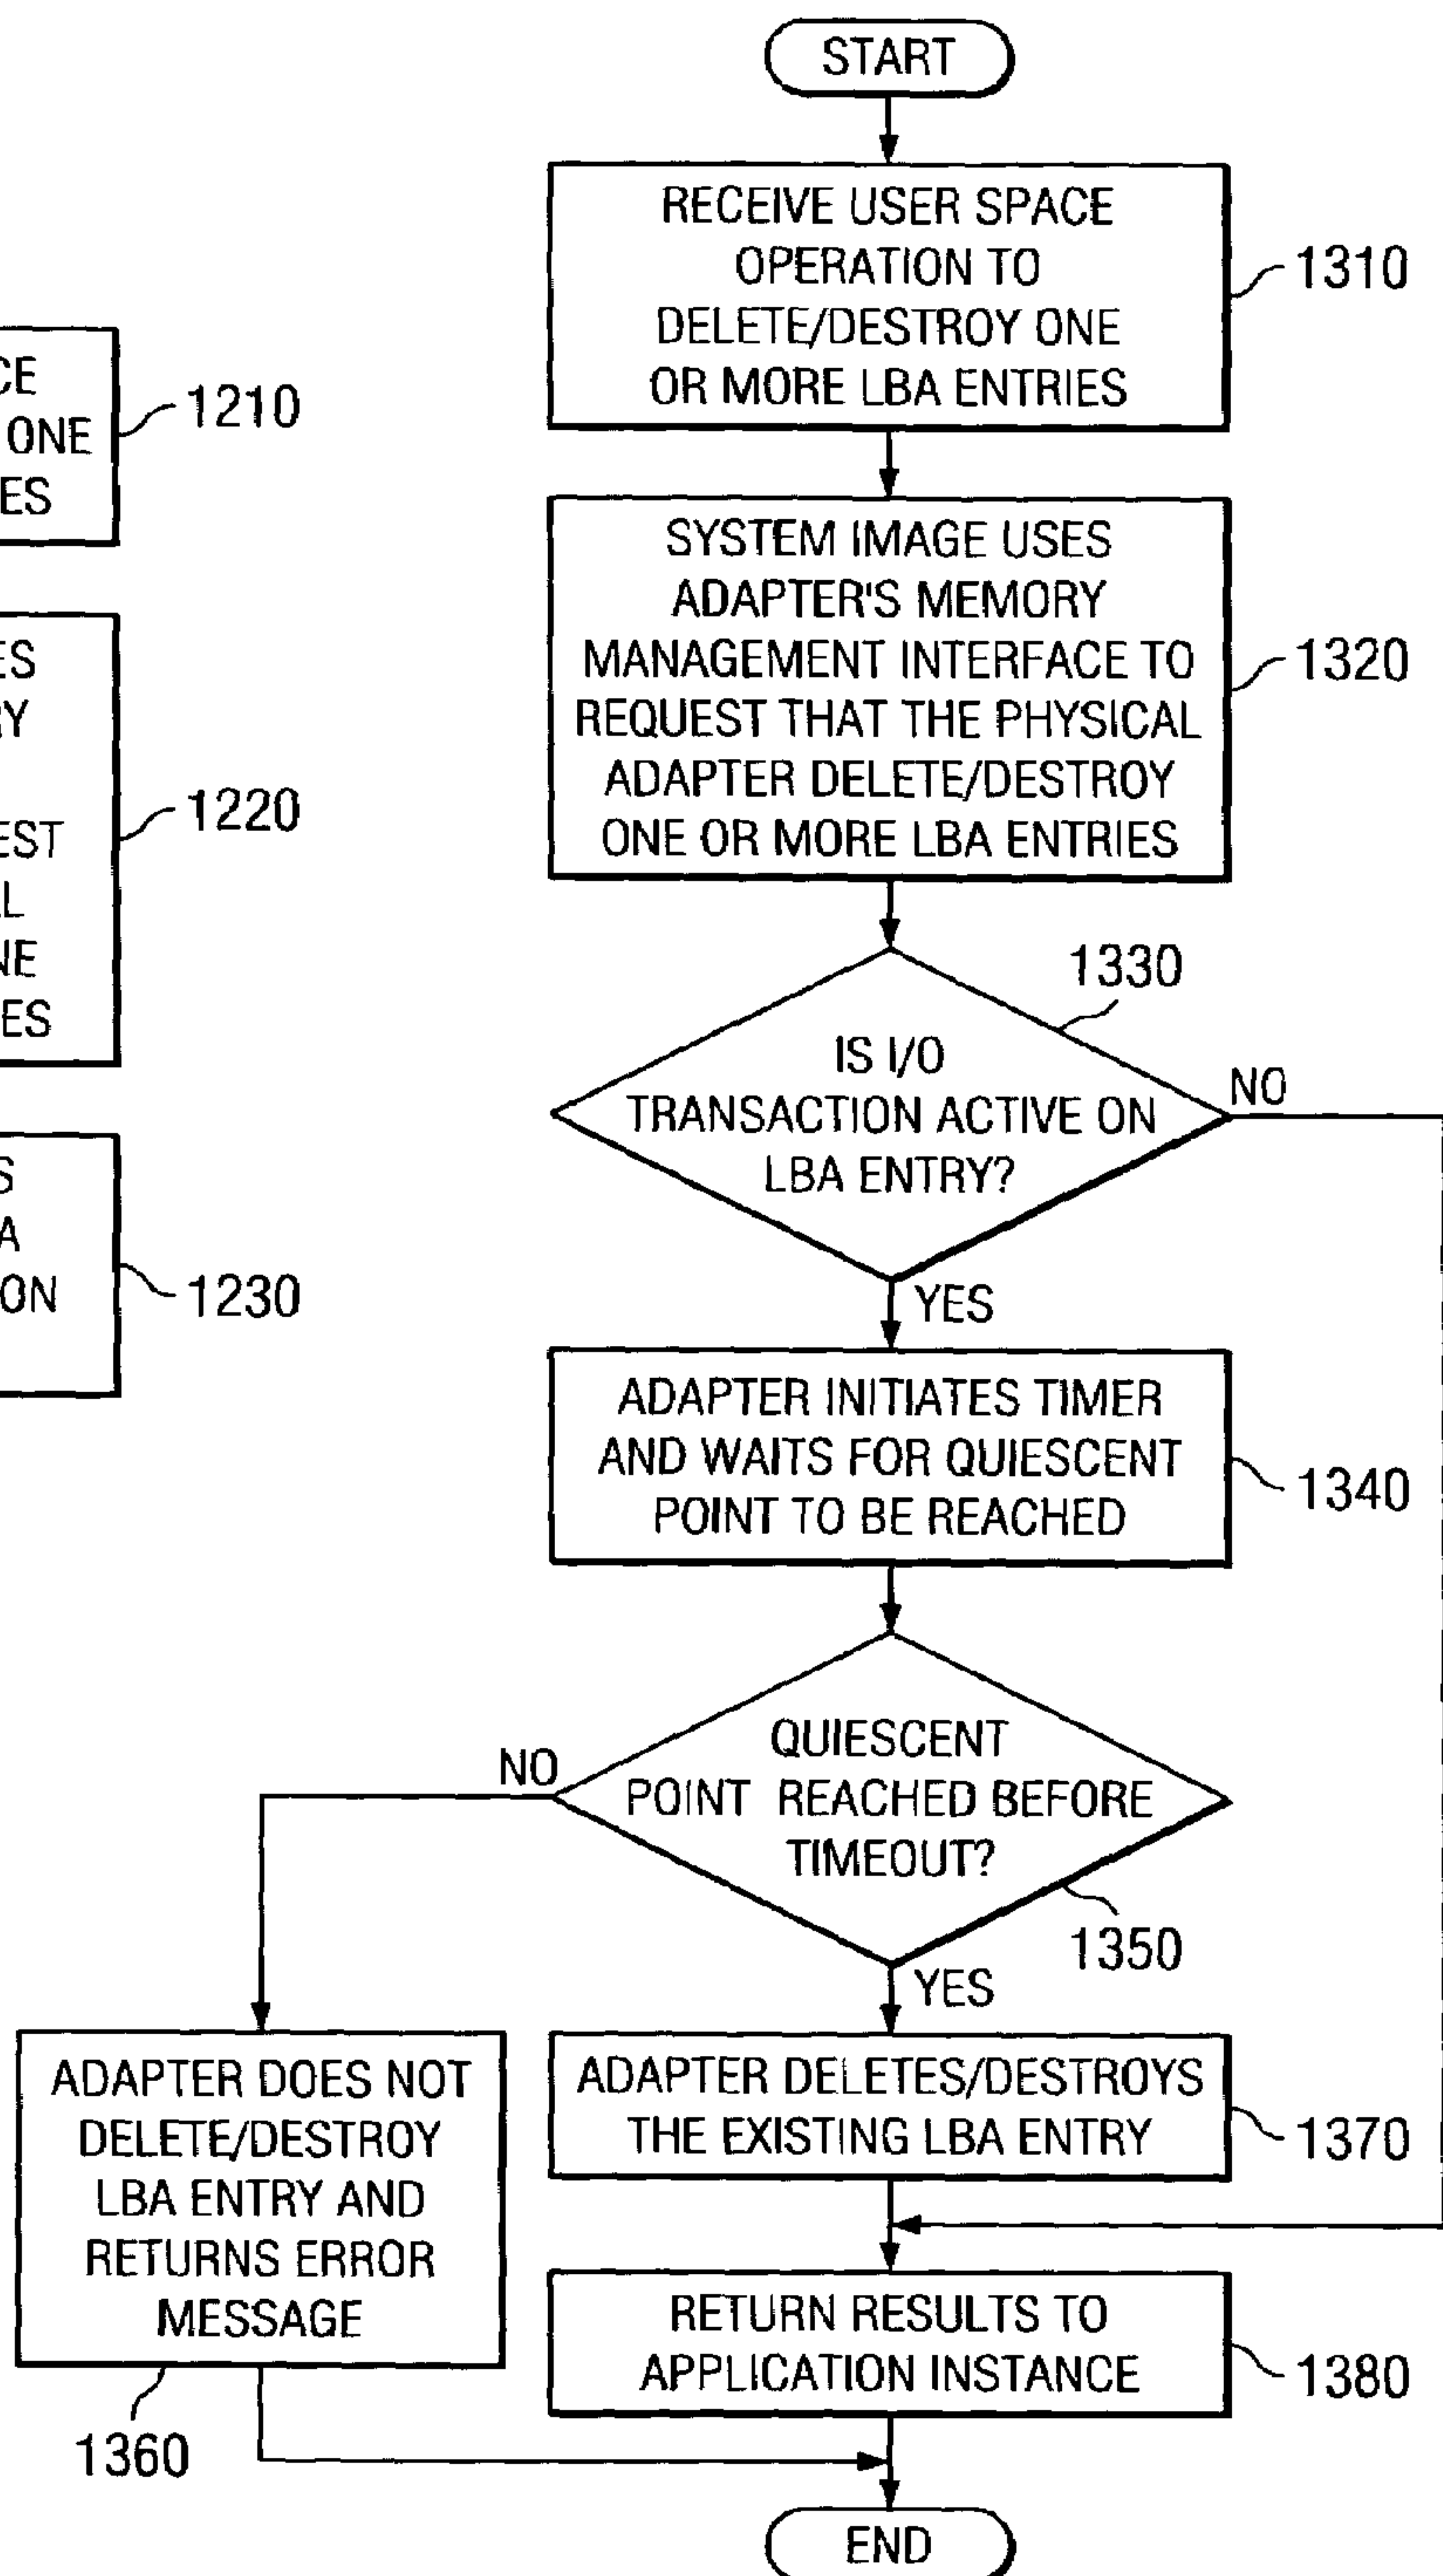 START
RECEIVE USER SPACE
OPERATION TO
DELETE/DESTROY ONE
OR MORE LBA ENTRIES
1310
SYSTEM IMAGE USES
ADAPTER'S MEMORY
MANAGEMENT INTERFACE TO
REQUEST THAT THE PHYSICAL
ADAPTER DELETE/DESTROY
ONE OR MORE LBA ENTRIES
1320
1330
IS I/O
TRANSACTION ACTIVE ON
LBA ENTRY?
NO
YES
ADAPTER INITIATES TIMER
AND WAITS FOR QUIESCENT
POINT TO BE REACHED
1340
QUIESCENT
POINT REACHED BEFORE
TIMEOUT?
NO
1350
YES
ADAPTER DOES NOT
DELETE/DESTROY
LBA ENTRY AND
RETURNS ERROR
MESSAGE
1360
ADAPTER DELETES/DESTROYS
THE EXISTING LBA ENTRY
1370
RETURN RESULTS TO
APPLICATION INSTANCE
1380
END
CE
ONE
ES
1210
ES
RY
EST
L
NE
ES
1220
S
A
ON
1230